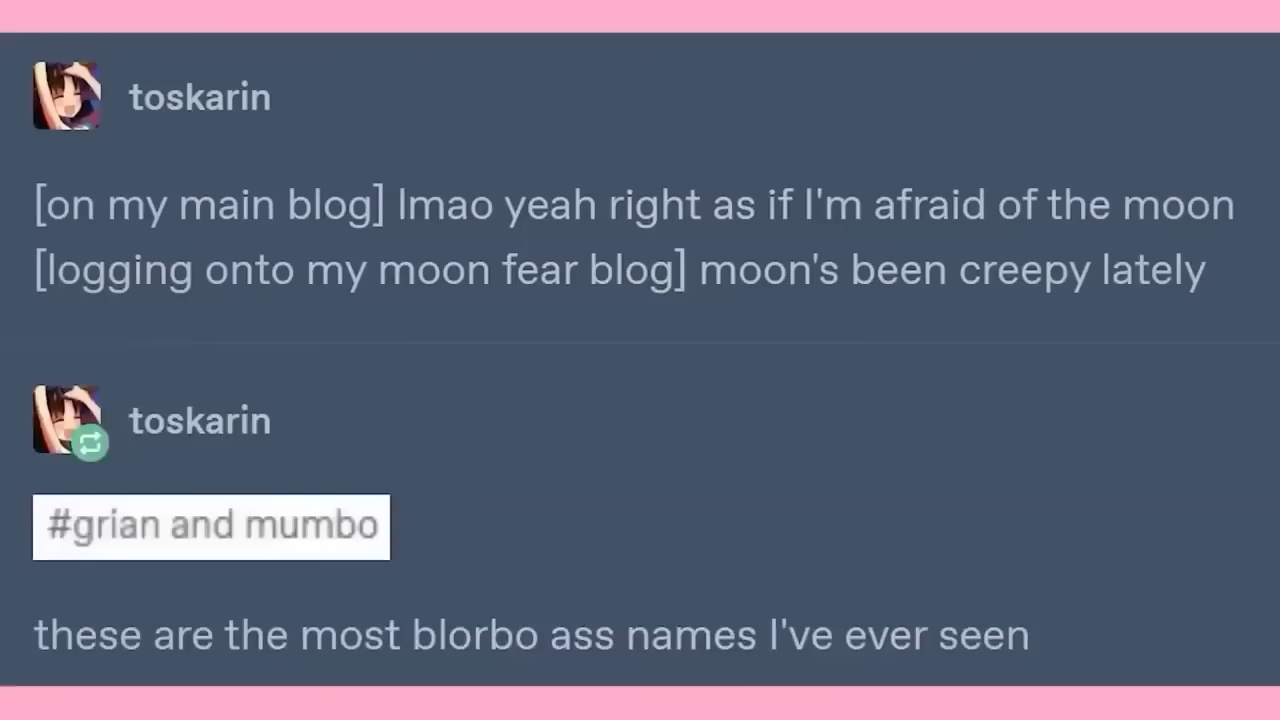 toskarin
[on my main blog] lmao yeah right as if I'm afraid of the moon
[logging onto my moon fear blog] moon's been creepy lately
toskarin
#grian and mumbo
these are the most blorbo ass names I've ever seen